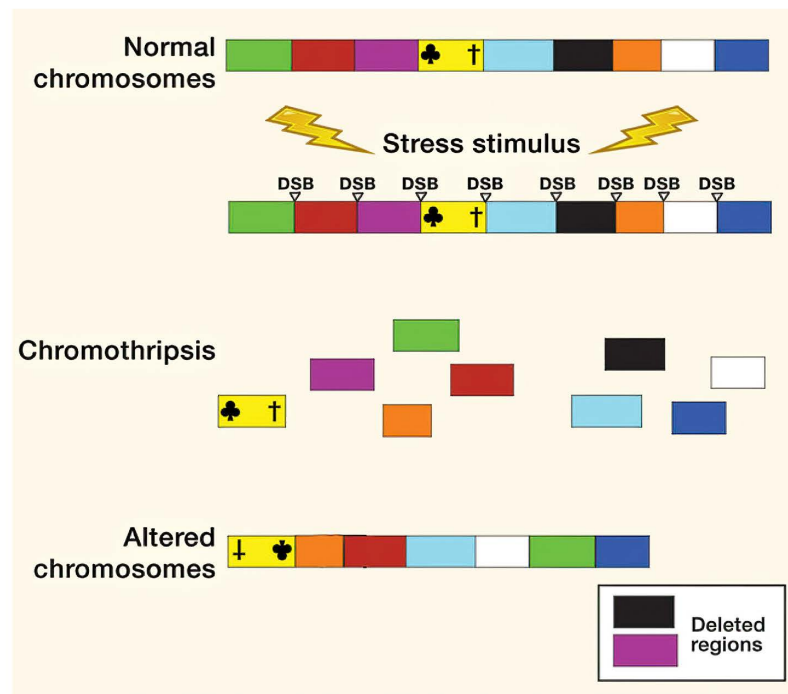 Normal
chromosomes
♣ †
Stress stimulus
DSB DSB DSB DSB DSB DSB DSB DSB
♣ †
Chromothripsis
♣ †
Altered
chromosomes
‡ ♣
Deleted
regions